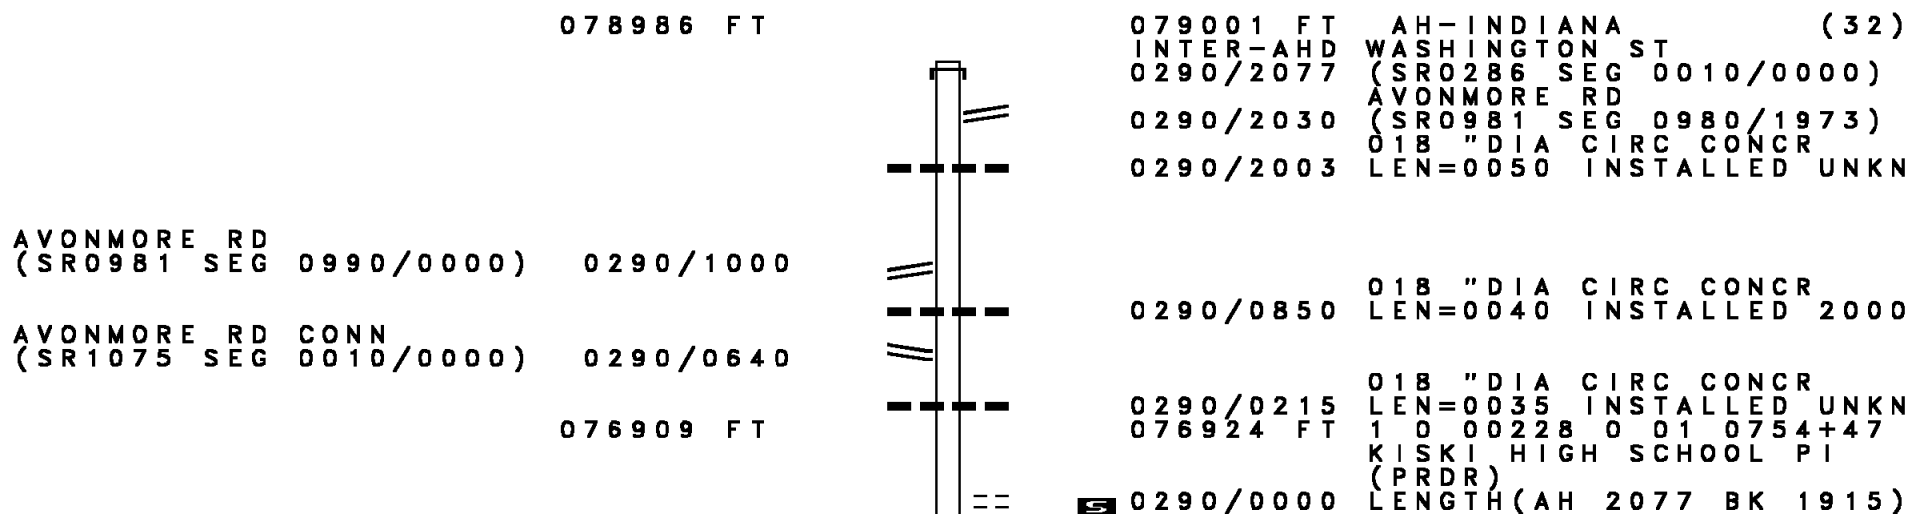 078986 FT 079001 FT AH-INDIANA (32)
INTER-AHD WASHINGTON ST
0290/2077 (SR0286 SEG 0010/0000)
AVONMORE RD
0290/2030 (SR0981 SEG 0980/1973)
018 "DIA CIRC CONCR
0290/2003 LEN=0050 INSTALLED UNKN
AVONMORE RD
(SR0981 SEG 0990/0000) 0290/1000
018 "DIA CIRC CONCR
0290/0850 LEN=0040 INSTALLED 2000
AVONMORE RD CONN
(SR1075 SEG 0010/0000) 0290/0640
018 "DIA CIRC CONCR
0290/0215 LEN=0035 INSTALLED UNKN
076909 FT 076924 FT 1 0 00228 0 01 0754+47
KISKI HIGH SCHOOL PI
(PRDR)
S 0290/0000 LENGTH(AH 2077 BK 1915)